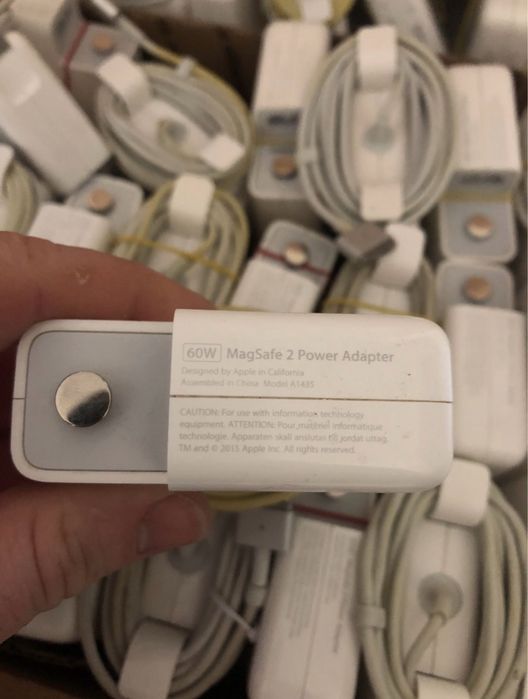 60W MagSafe 2 Power Adapter
Designed by Apple in California
Assembled in China Model A1435
CAUTION: For use with information technology
equipment. ATTENTION: Pour matériel informatique
technologie. Apparaten skall anslutas till jordat uttag.
TM and © 2015 Apple Inc. All rights reserved.